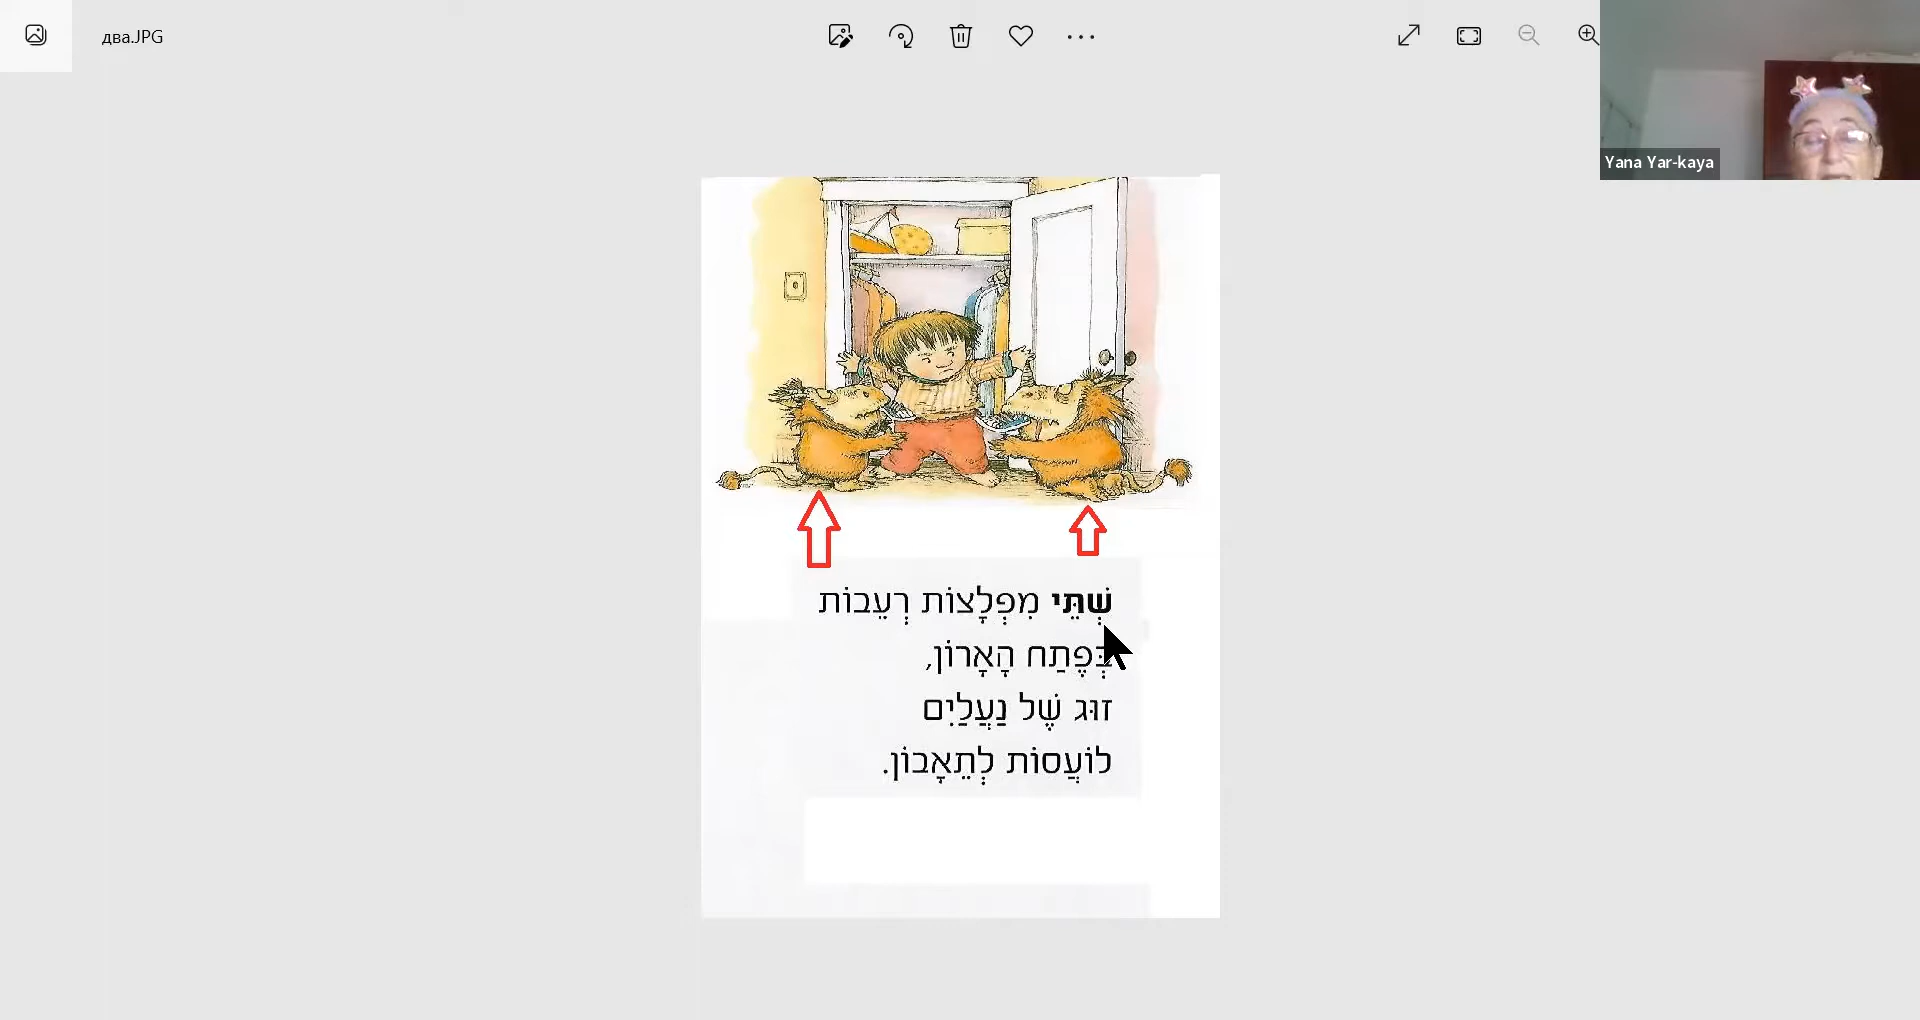 два.JPG
Yana Yar-kaya
שְׁתֵּי מִפְלָצוֹת רְעֵבוֹת
בְּפֶתַח הָאָרוֹן,
זוּג שֶׁל נַעֲלַיִם
לוֹעֲסוֹת לְתֵאָבוֹן.